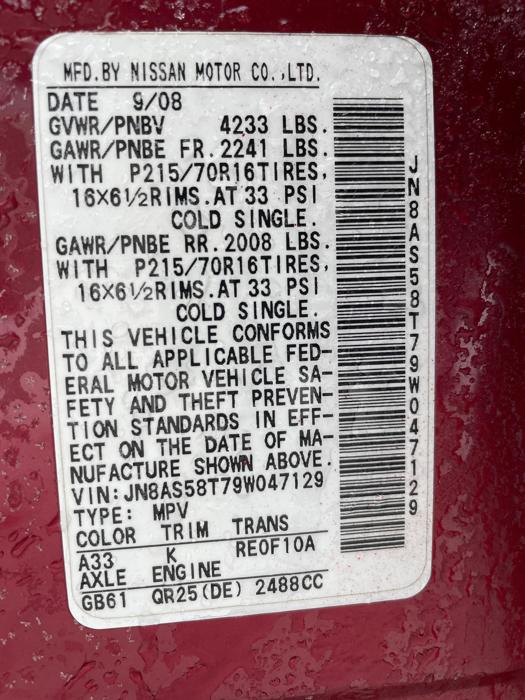 MFD.BY NISSAN MOTOR CO.,LTD.
DATE 9/08
GVWR/PNBV 4233 LBS.
GAWR/PNBE FR.2241 LBS.
WITH P215/70R16TIRES,
16X6½RIMS.AT 33 PSI
COLD SINGLE.
GAWR/PNBE RR.2008 LBS.
WITH P215/70R16TIRES,
16X6½RIMS.AT 33 PSI
COLD SINGLE.
THIS VEHICLE CONFORMS
TO ALL APPLICABLE FED-
ERAL MOTOR VEHICLE SA-
FETY AND THEFT PREVEN-
TION STANDARDS IN EFF-
ECT ON THE DATE OF MA-
NUFACTURE SHOWN ABOVE.
VIN:JN8AS58T79W047129
TYPE: MPV
COLOR TRIM TRANS
A33 K RE0F10A
AXLE ENGINE
GB61 QR25(DE) 2488CC
JN8AS58T79W047129